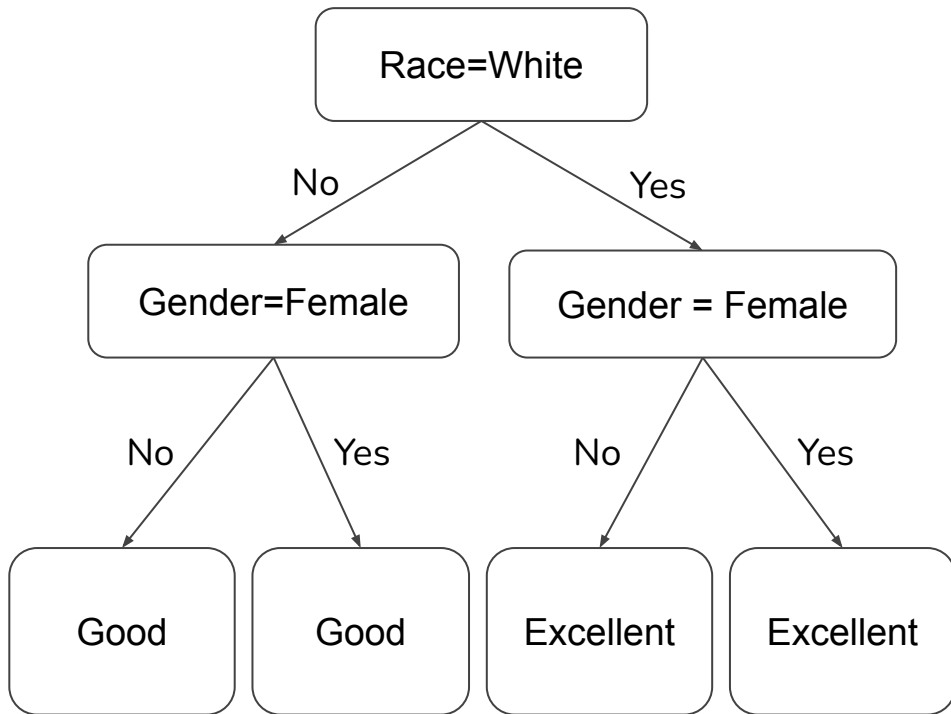 Race=White
No
Yes
Gender=Female
Gender = Female
No
Yes
No
Yes
Good
Good
Excellent
Excellent